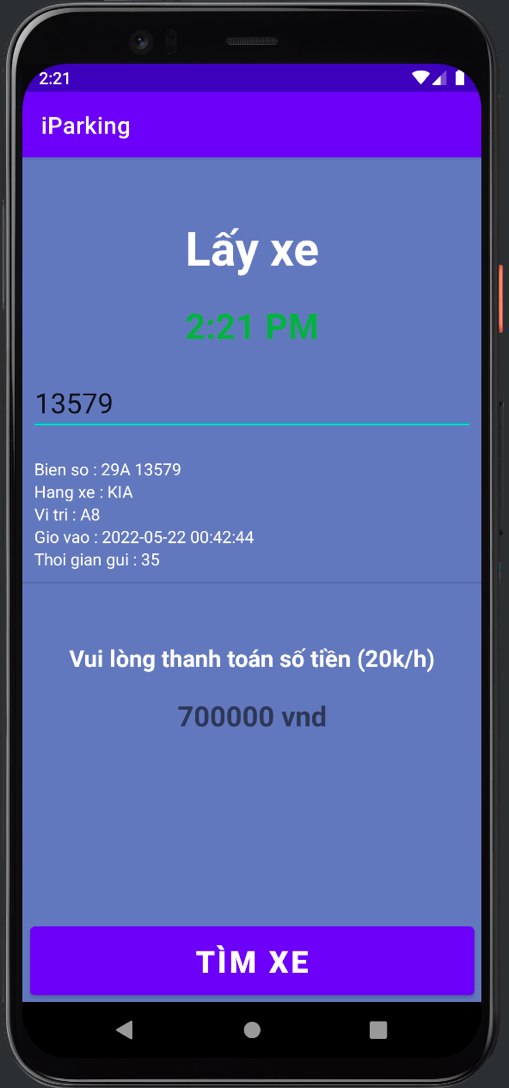 2:21
iParking
Lấy xe
2:21 PM
13579
Bien so : 29A 13579
Hang xe : KIA
Vi tri : A8
Gio vao : 2022-05-22 00:42:44
Thoi gian gui : 35
Vui lòng thanh toán số tiền (20k/h)
700000 vnd
TÌM XE